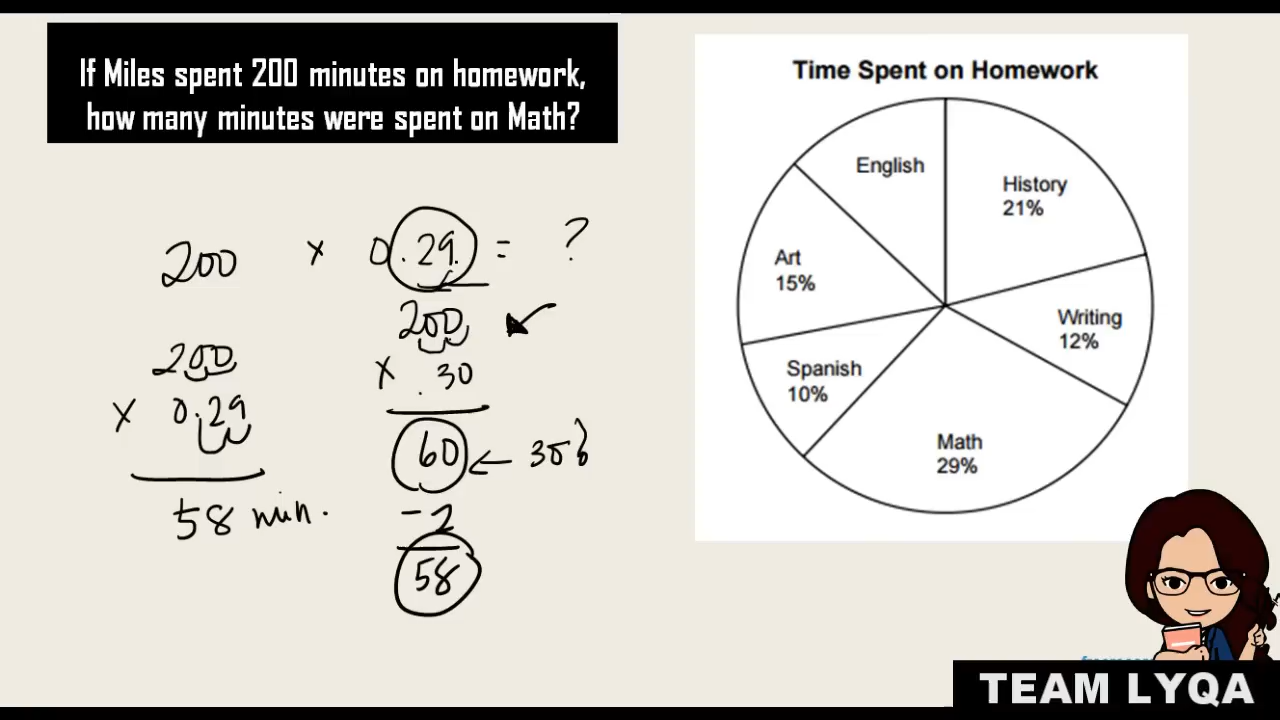 If Miles spent 200 minutes on homework,
how many minutes were spent on Math?
200 × 0.29 = ?
200
× 0.29
58 min.
200
× .30
60 ← 30%
-2
58
Time Spent on Homework
English
History
21%
Art
15%
Writing
12%
Spanish
10%
Math
29%
TEAM LYQA